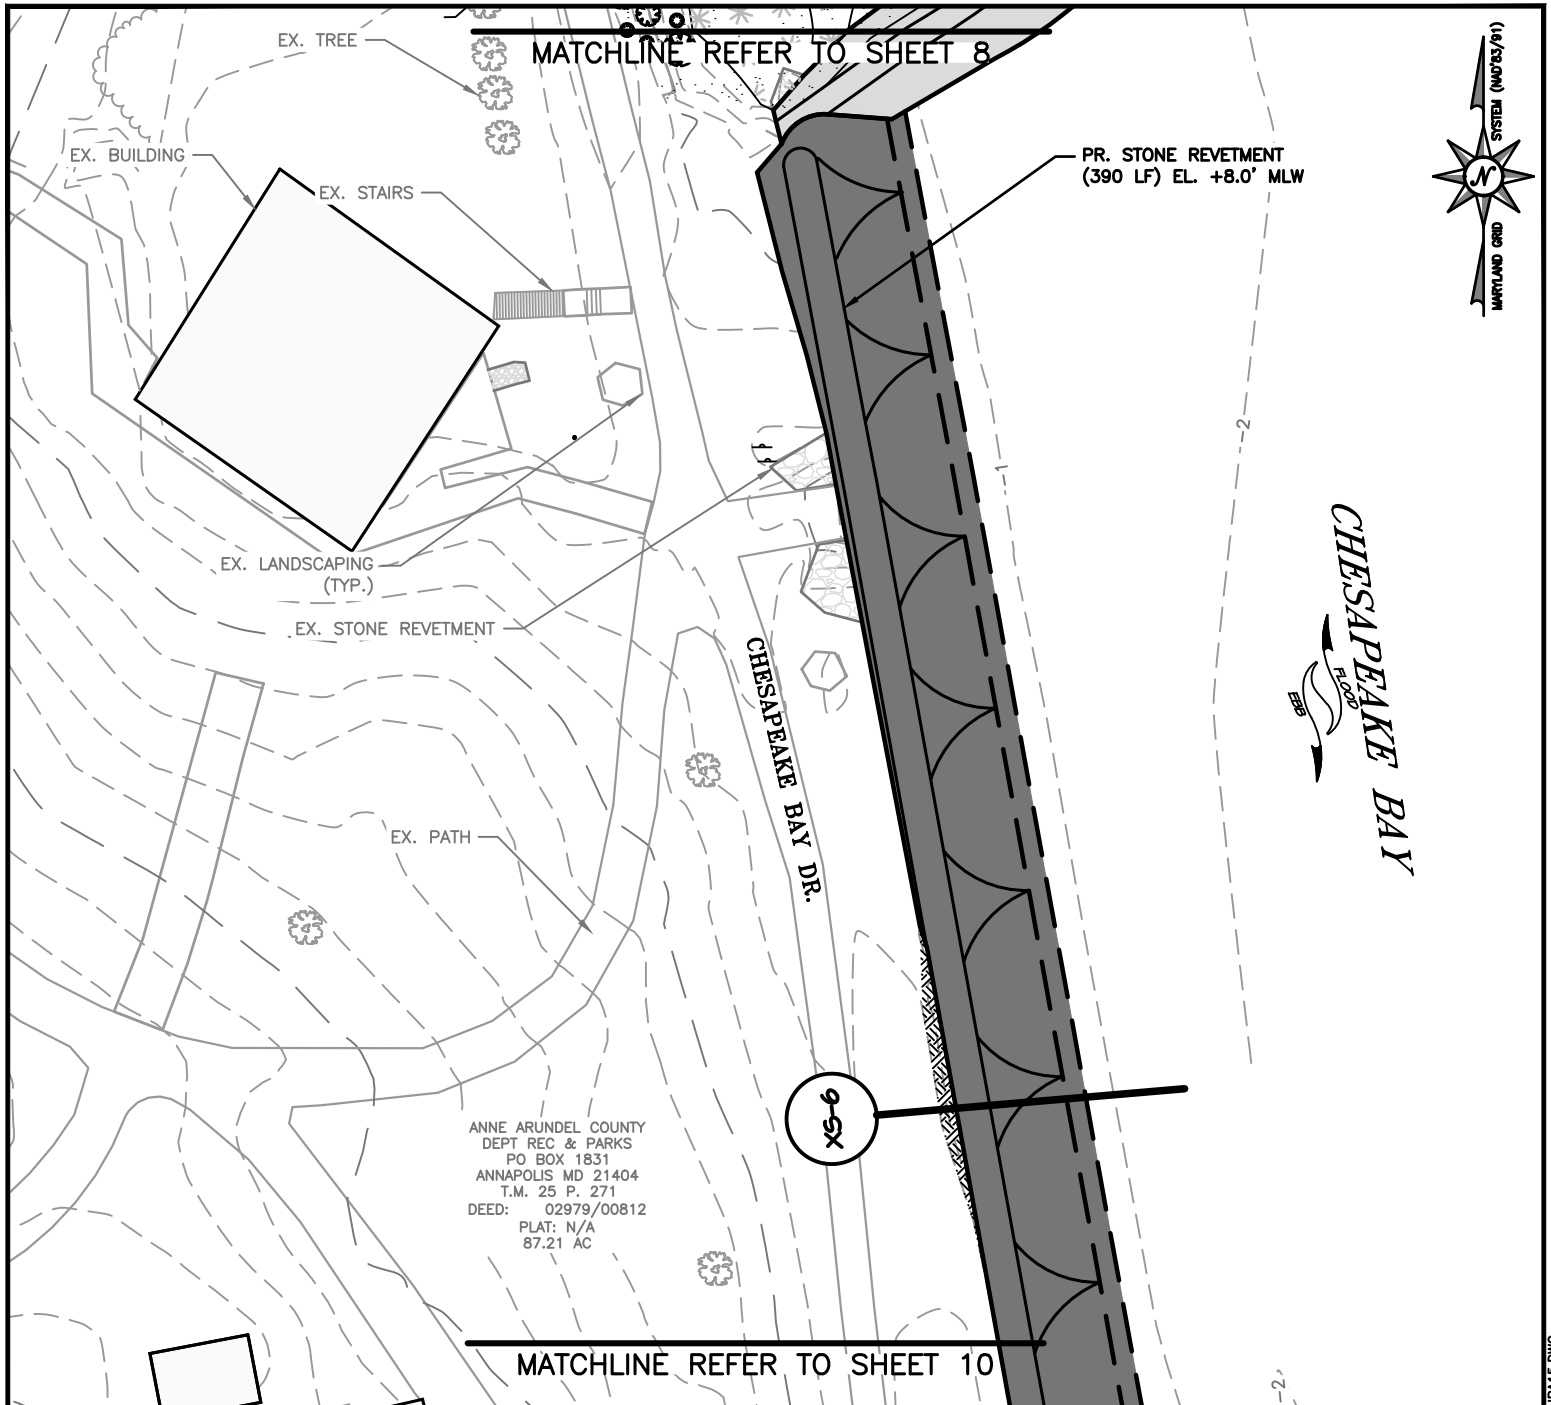 EX. TREE
MATCHLINE REFER TO SHEET 8
EX. BUILDING
EX. STAIRS
PR. STONE REVETMENT
(390 LF) EL. +8.0' MLW
SYSTEM (NAD'83/91)
N
MARYLAND GRID
2
1
EX. LANDSCAPING
(TYP.)
EX. STONE REVETMENT
CHESAPEAKE BAY
FLOOD
EBB
CHESAPEAKE BAY DR.
EX. PATH
XS-6
ANNE ARUNDEL COUNTY
DEPT REC & PARKS
PO BOX 1831
ANNAPOLIS MD 21404
T.M. 25 P. 271
DEED: 02979/00812
PLAT: N/A
87.21 AC
MATCHLINE REFER TO SHEET 10
-2